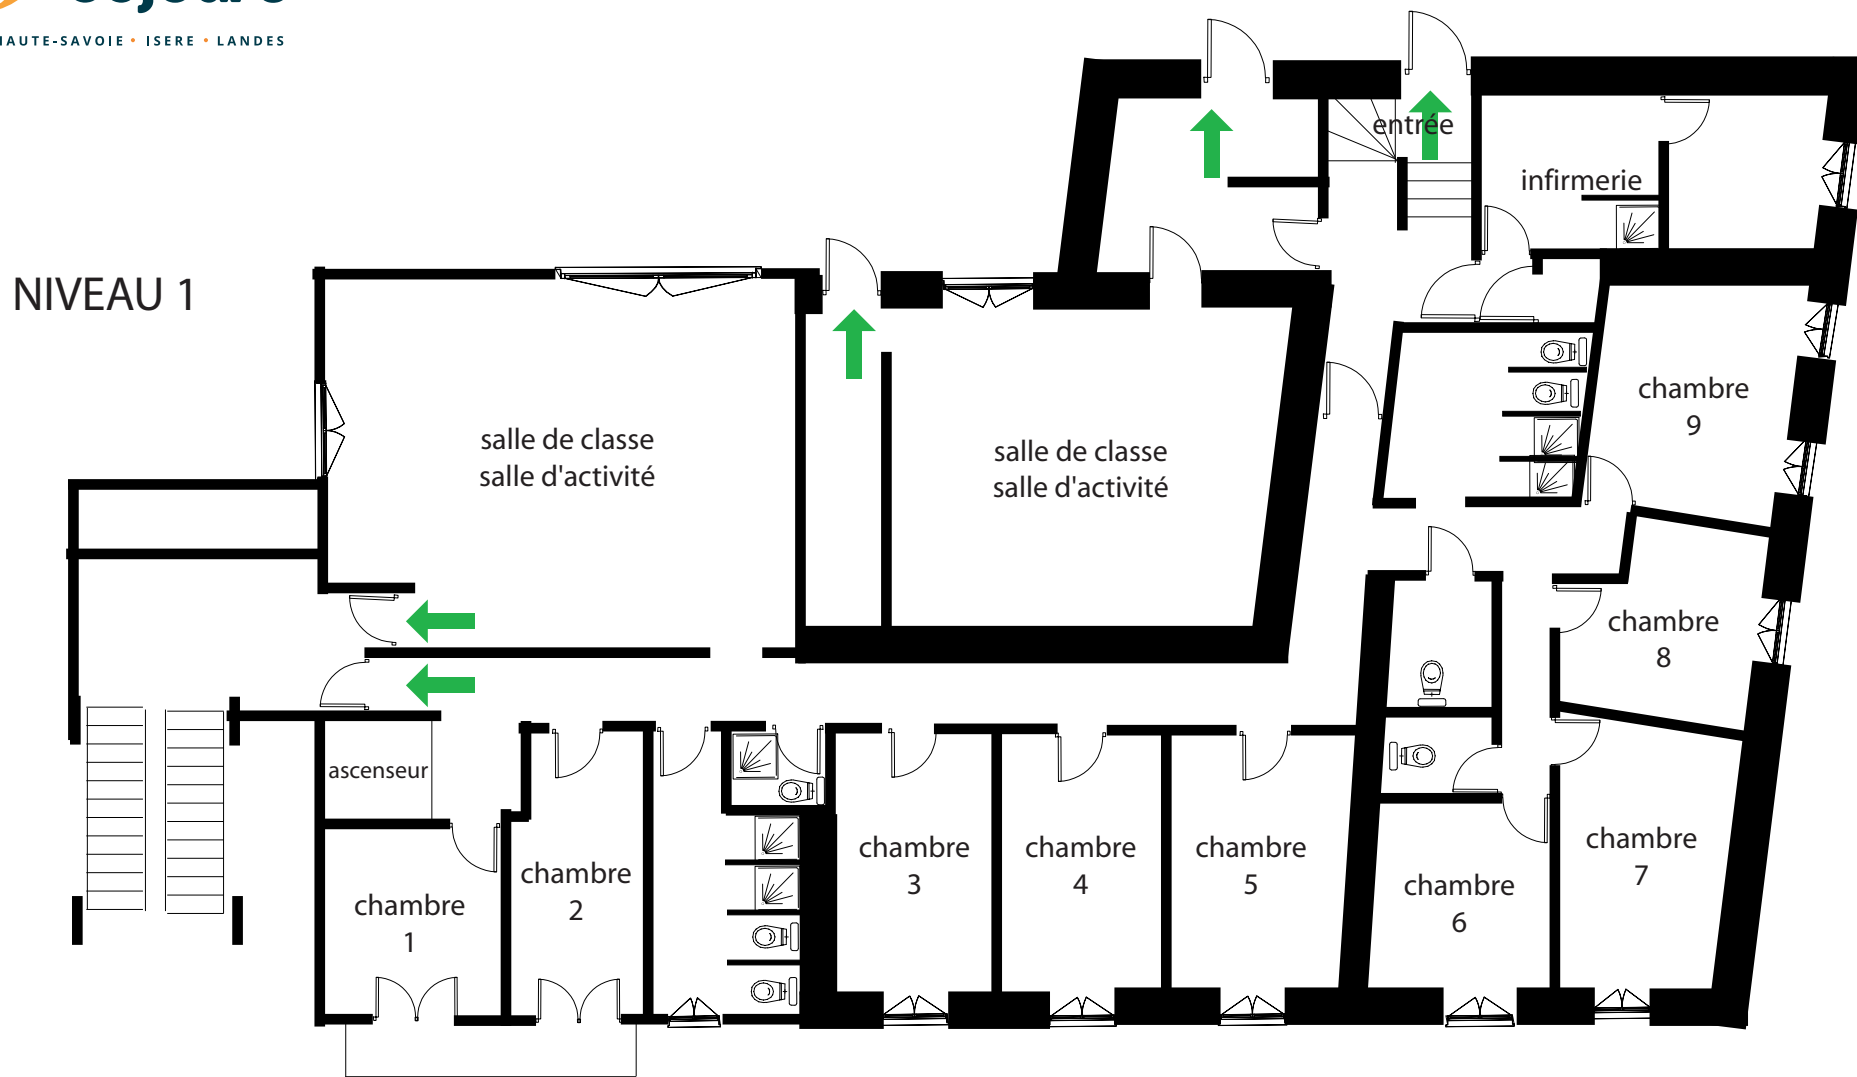 HAUTE-SAVOIE • ISERE • LANDES
NIVEAU 1
entrée
infirmerie
salle de classe
salle d'activité
salle de classe
salle d'activité
chambre
9
chambre
8
ascenseur
chambre
1
chambre
2
chambre
3
chambre
4
chambre
5
chambre
6
chambre
7